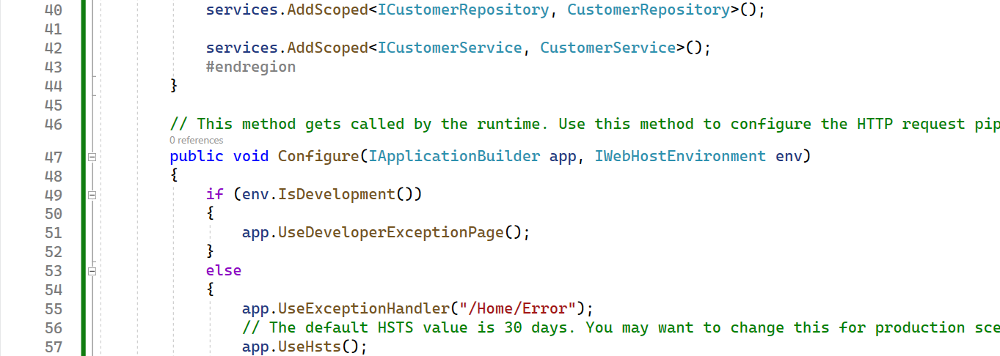 40 services.AddScoped<ICustomerRepository, CustomerRepository>();
41
42 services.AddScoped<ICustomerService, CustomerService>();
43 #endregion
44 }
45
46 // This method gets called by the runtime. Use this method to configure the HTTP request pip
0 references
47 public void Configure(IApplicationBuilder app, IWebHostEnvironment env)
48 {
49 if (env.IsDevelopment())
50 {
51 app.UseDeveloperExceptionPage();
52 }
53 else
54 {
55 app.UseExceptionHandler("/Home/Error");
56 // The default HSTS value is 30 days. You may want to change this for production sce
57 app.UseHsts();